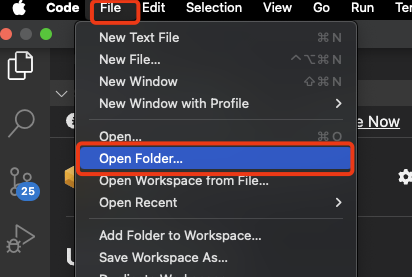 Code File Edit Selection View Go Run
New Text File ⌘ N
New File... ^⌥⌘ N
New Window ⇧⌘ N
New Window with Profile >
Open... ⌘ O
e Now
Open Folder...
Open Workspace from File...
25
Open Recent >
Add Folder to Workspace...
Save Workspace As...